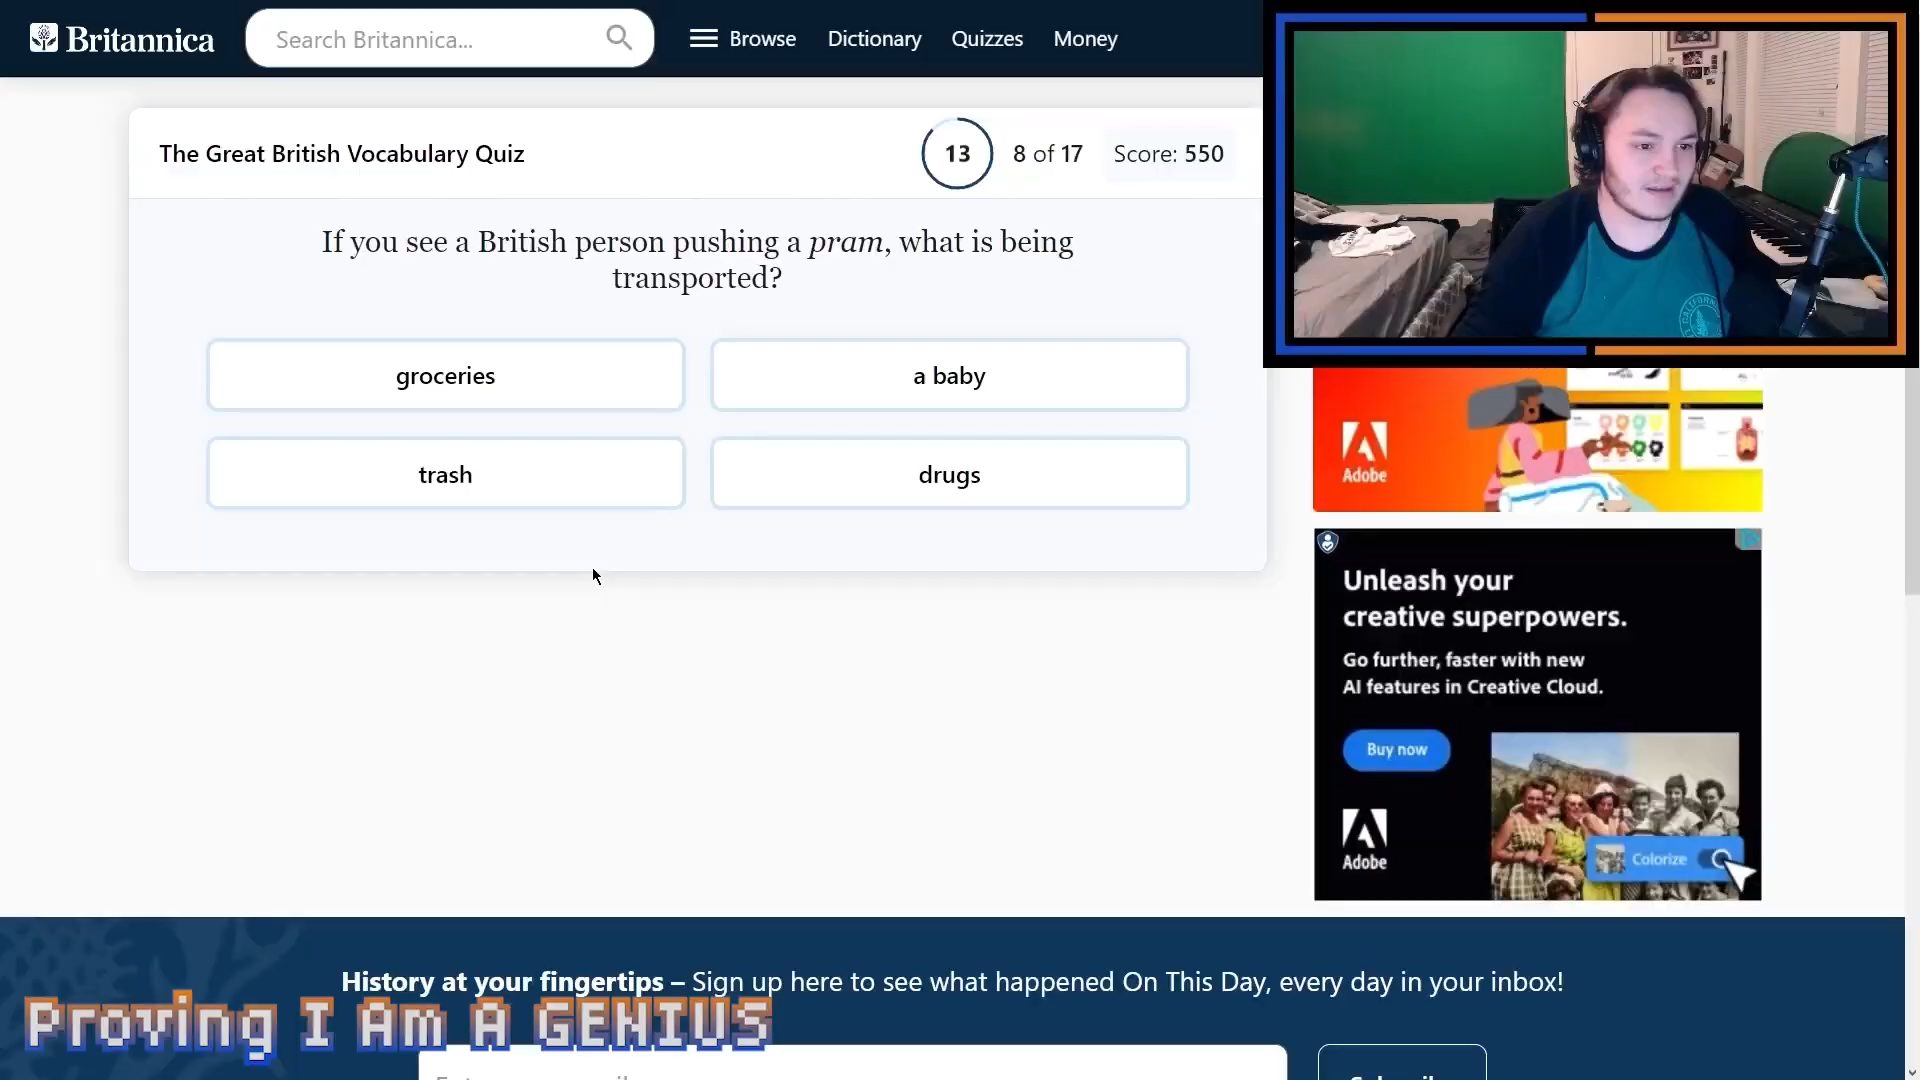 Britannica
Search Britannica...
Browse
Dictionary
Quizzes
Money
The Great British Vocabulary Quiz
13
8 of 17
Score: 550
If you see a British person pushing a pram, what is being
transported?
groceries
a baby
trash
drugs
Adobe
Unleash your
creative superpowers.
Go further, faster with new
AI features in Creative Cloud.
Buy now
Adobe
Colorize
History at your fingertips – Sign up here to see what happened On This Day, every day in your inbox!
Proving I Am A GENIUS